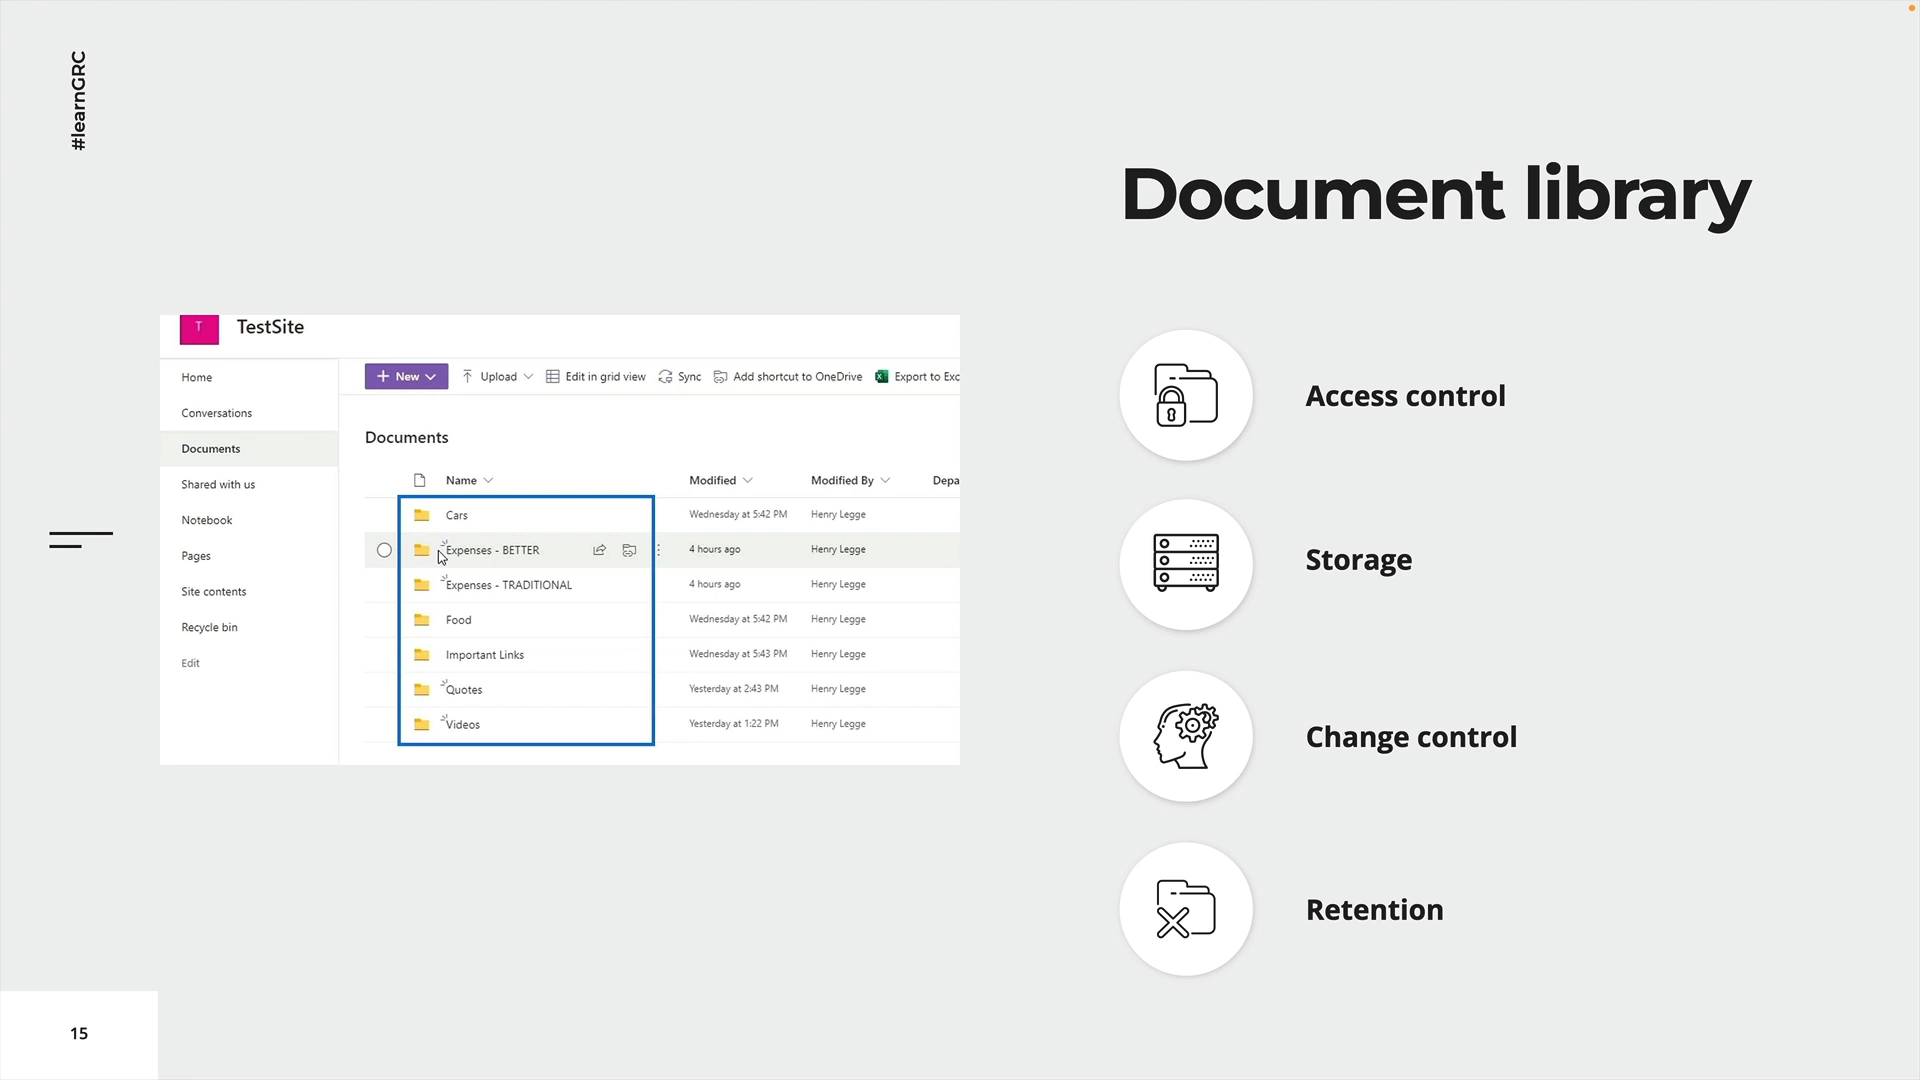 #learnGRC
Document library
T TestSite
Home
Conversations
Documents
Shared with us
Notebook
Pages
Site contents
Recycle bin
Edit
+ New Upload Edit in grid view Sync Add shortcut to OneDrive Export to Exc
Documents
Name Modified Modified By Depa
Cars Wednesday at 5:42 PM Henry Legge
Expenses - BETTER 4 hours ago Henry Legge
Expenses - TRADITIONAL 4 hours ago Henry Legge
Food Wednesday at 5:42 PM Henry Legge
Important Links Wednesday at 5:43 PM Henry Legge
Quotes Yesterday at 2:43 PM Henry Legge
Videos Yesterday at 1:22 PM Henry Legge
Access control
Storage
Change control
Retention
15